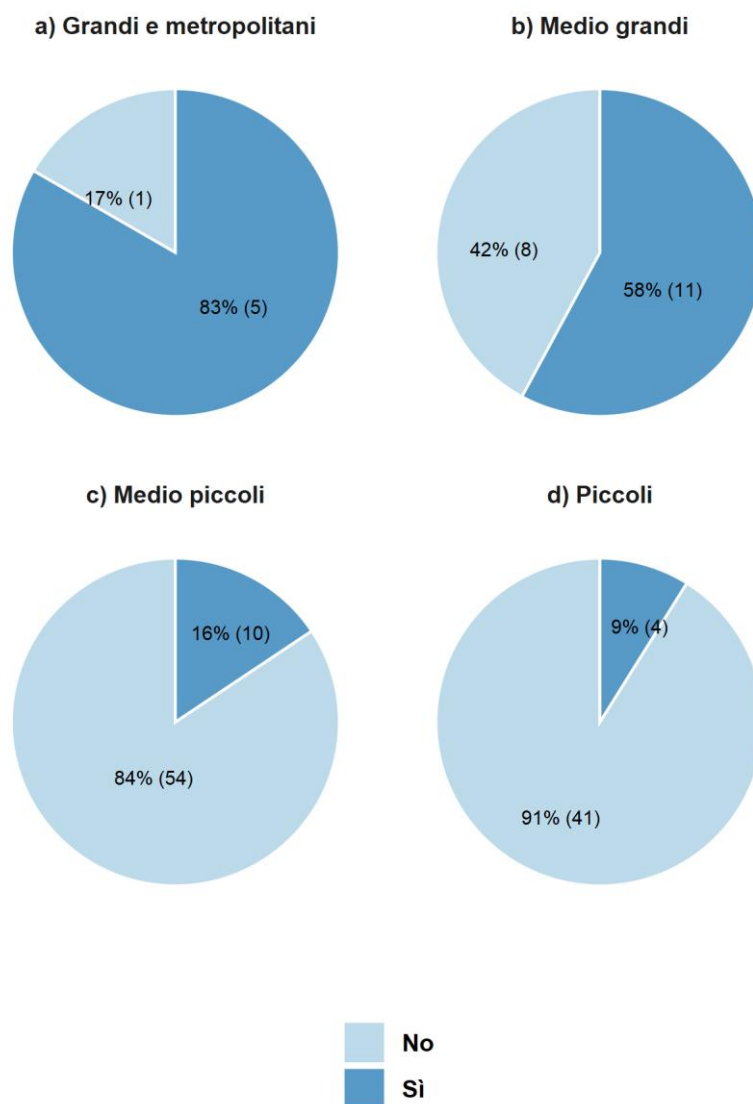 a) Grandi e metropolitani
b) Medio grandi
17% (1)
83% (5)
42% (8)
58% (11)
c) Medio piccoli
d) Piccoli
16% (10)
84% (54)
9% (4)
91% (41)
No
Sì